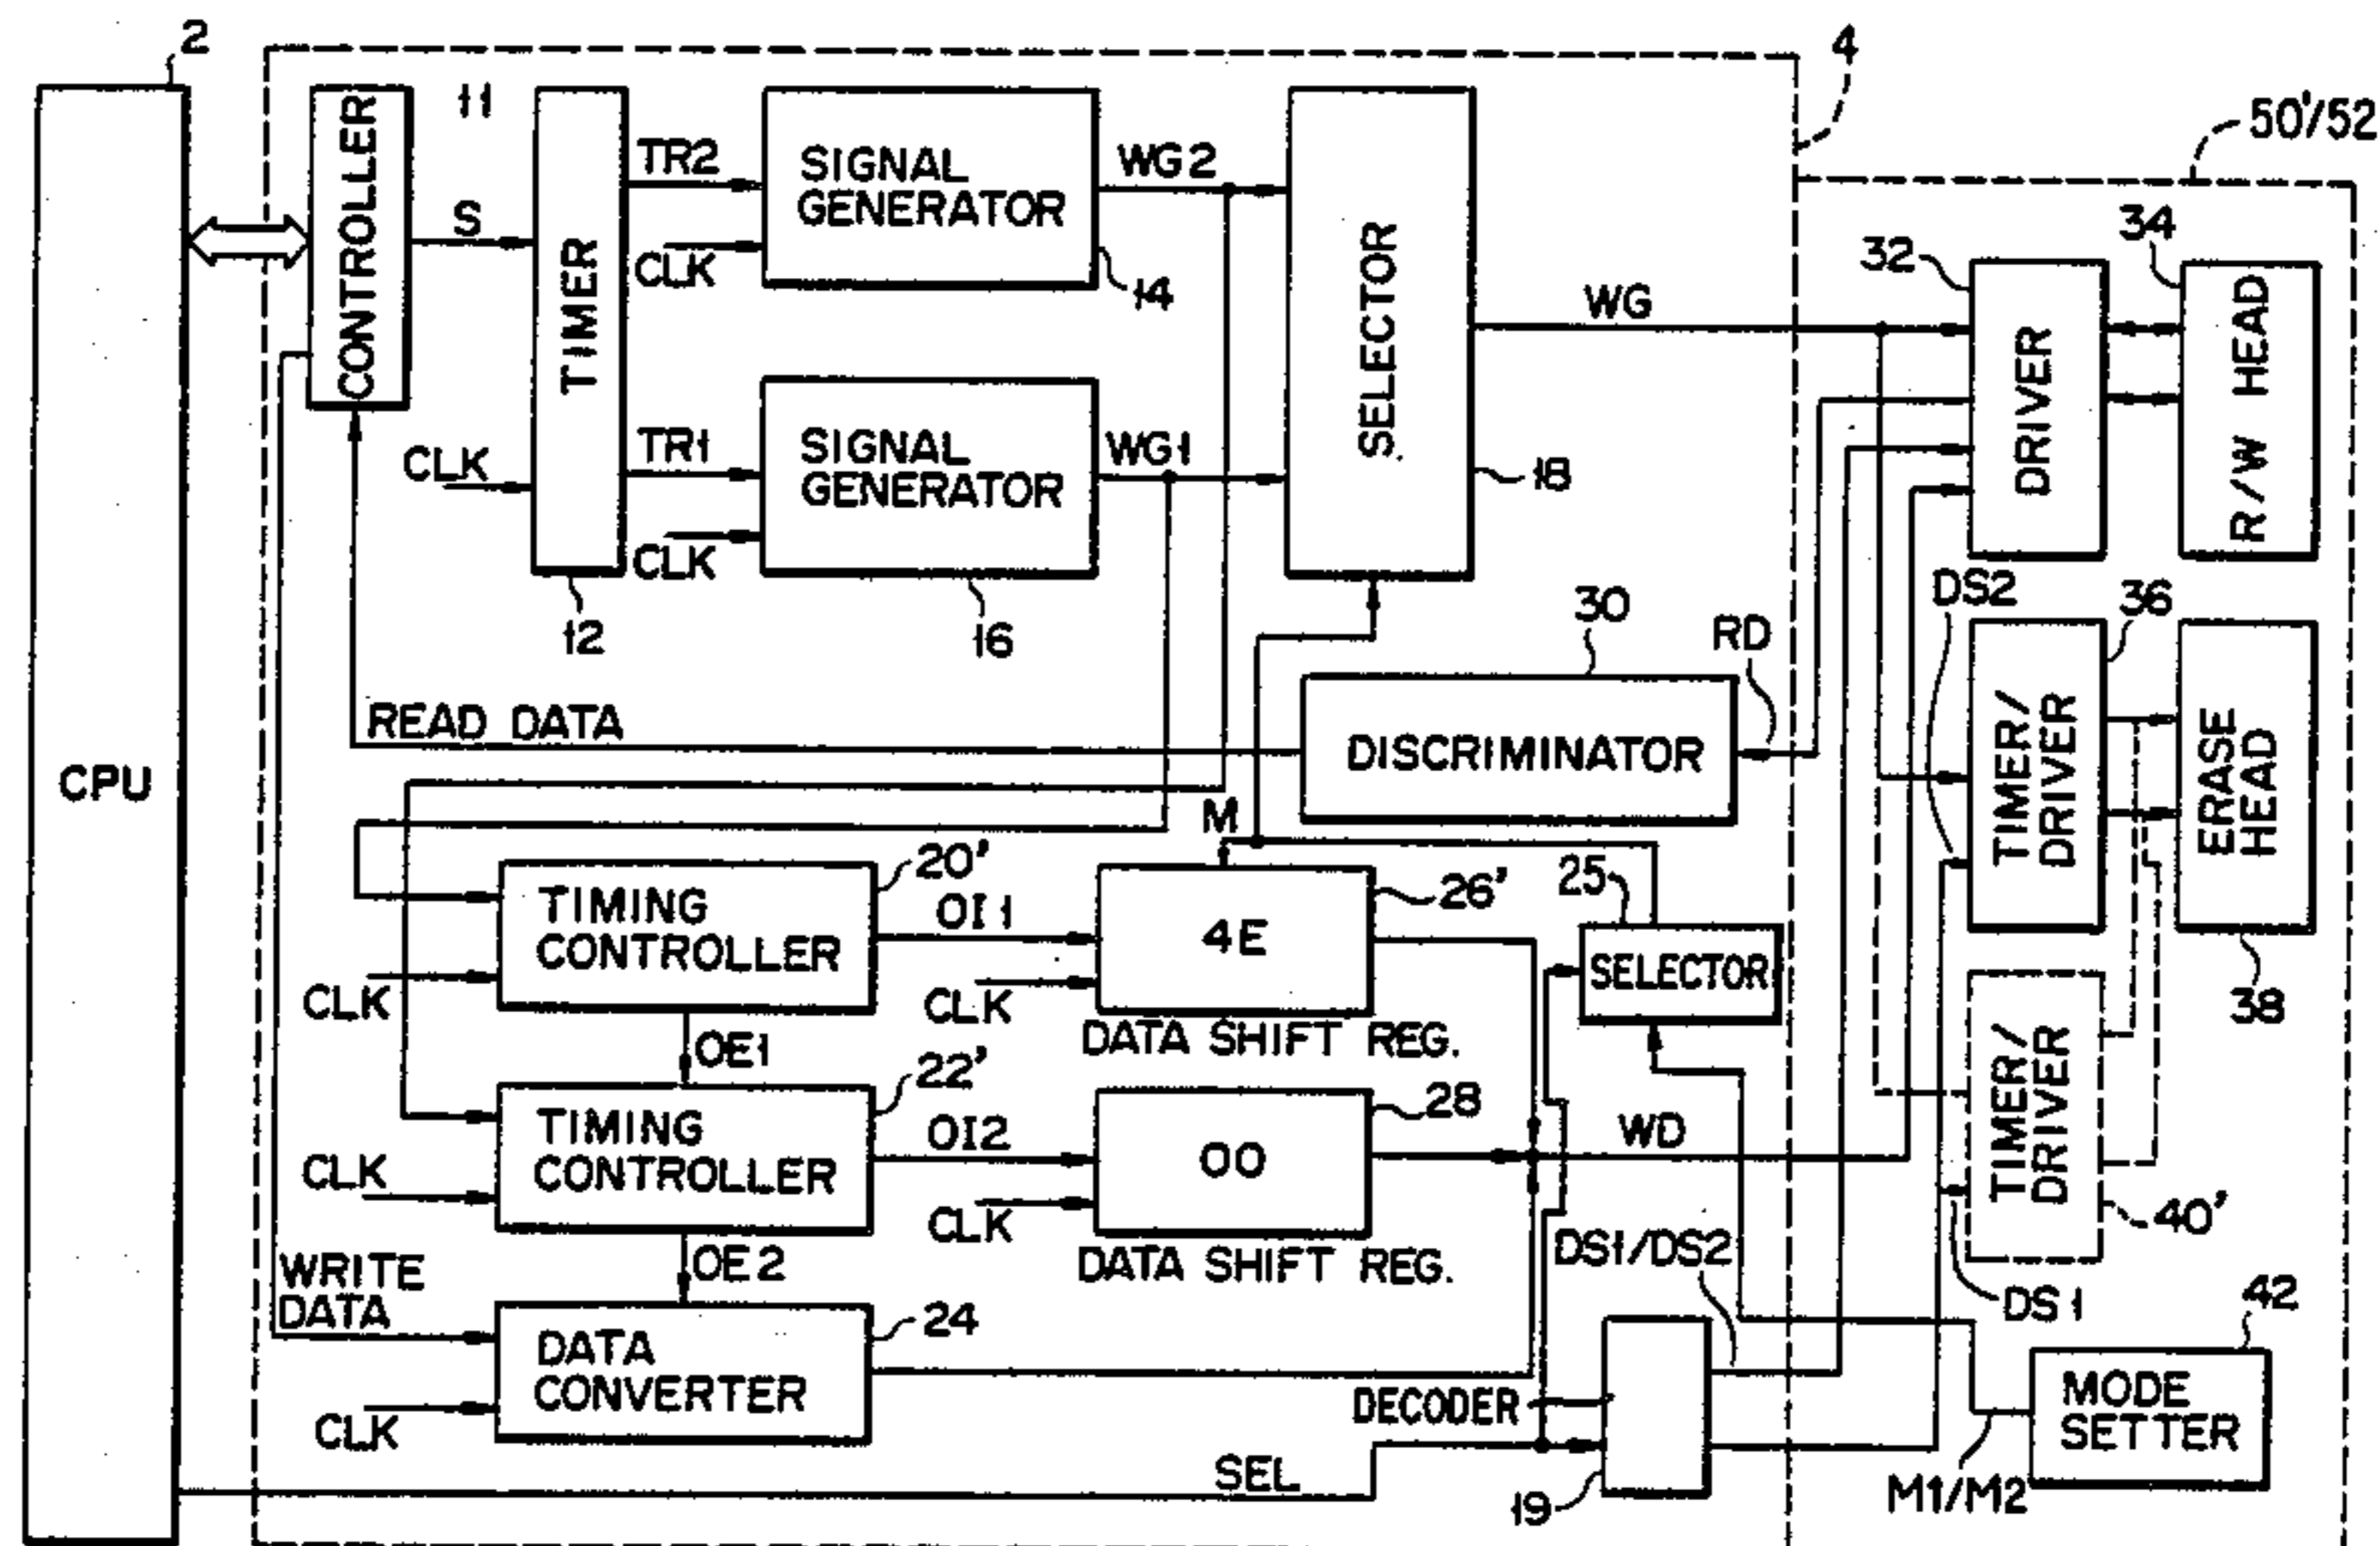 2
4
50'/52
CPU
CONTROLLER
11
S
TIMER
CLK
12
TR2
CLK
SIGNAL
GENERATOR
14
TR1
CLK
SIGNAL
GENERATOR
16
WG2
WG1
SELECTOR
18
WG
32
DRIVER
34
R/W HEAD
READ DATA
30
DISCRIMINATOR
RD
DS2
36
TIMER/
DRIVER
ERASE
HEAD
38
M
20'
TIMING
CONTROLLER
CLK
OI1
OE1
26'
4E
CLK
DATA SHIFT REG.
25
SELECTOR
22'
TIMING
CONTROLLER
CLK
OI2
OE2
28
00
CLK
DATA SHIFT REG.
WD
TIMER/
DRIVER
40'
DS1
WRITE
DATA
24
DATA
CONVERTER
CLK
DS1/DS2
DECODER
19
SEL
42
MODE
SETTER
M1/M2